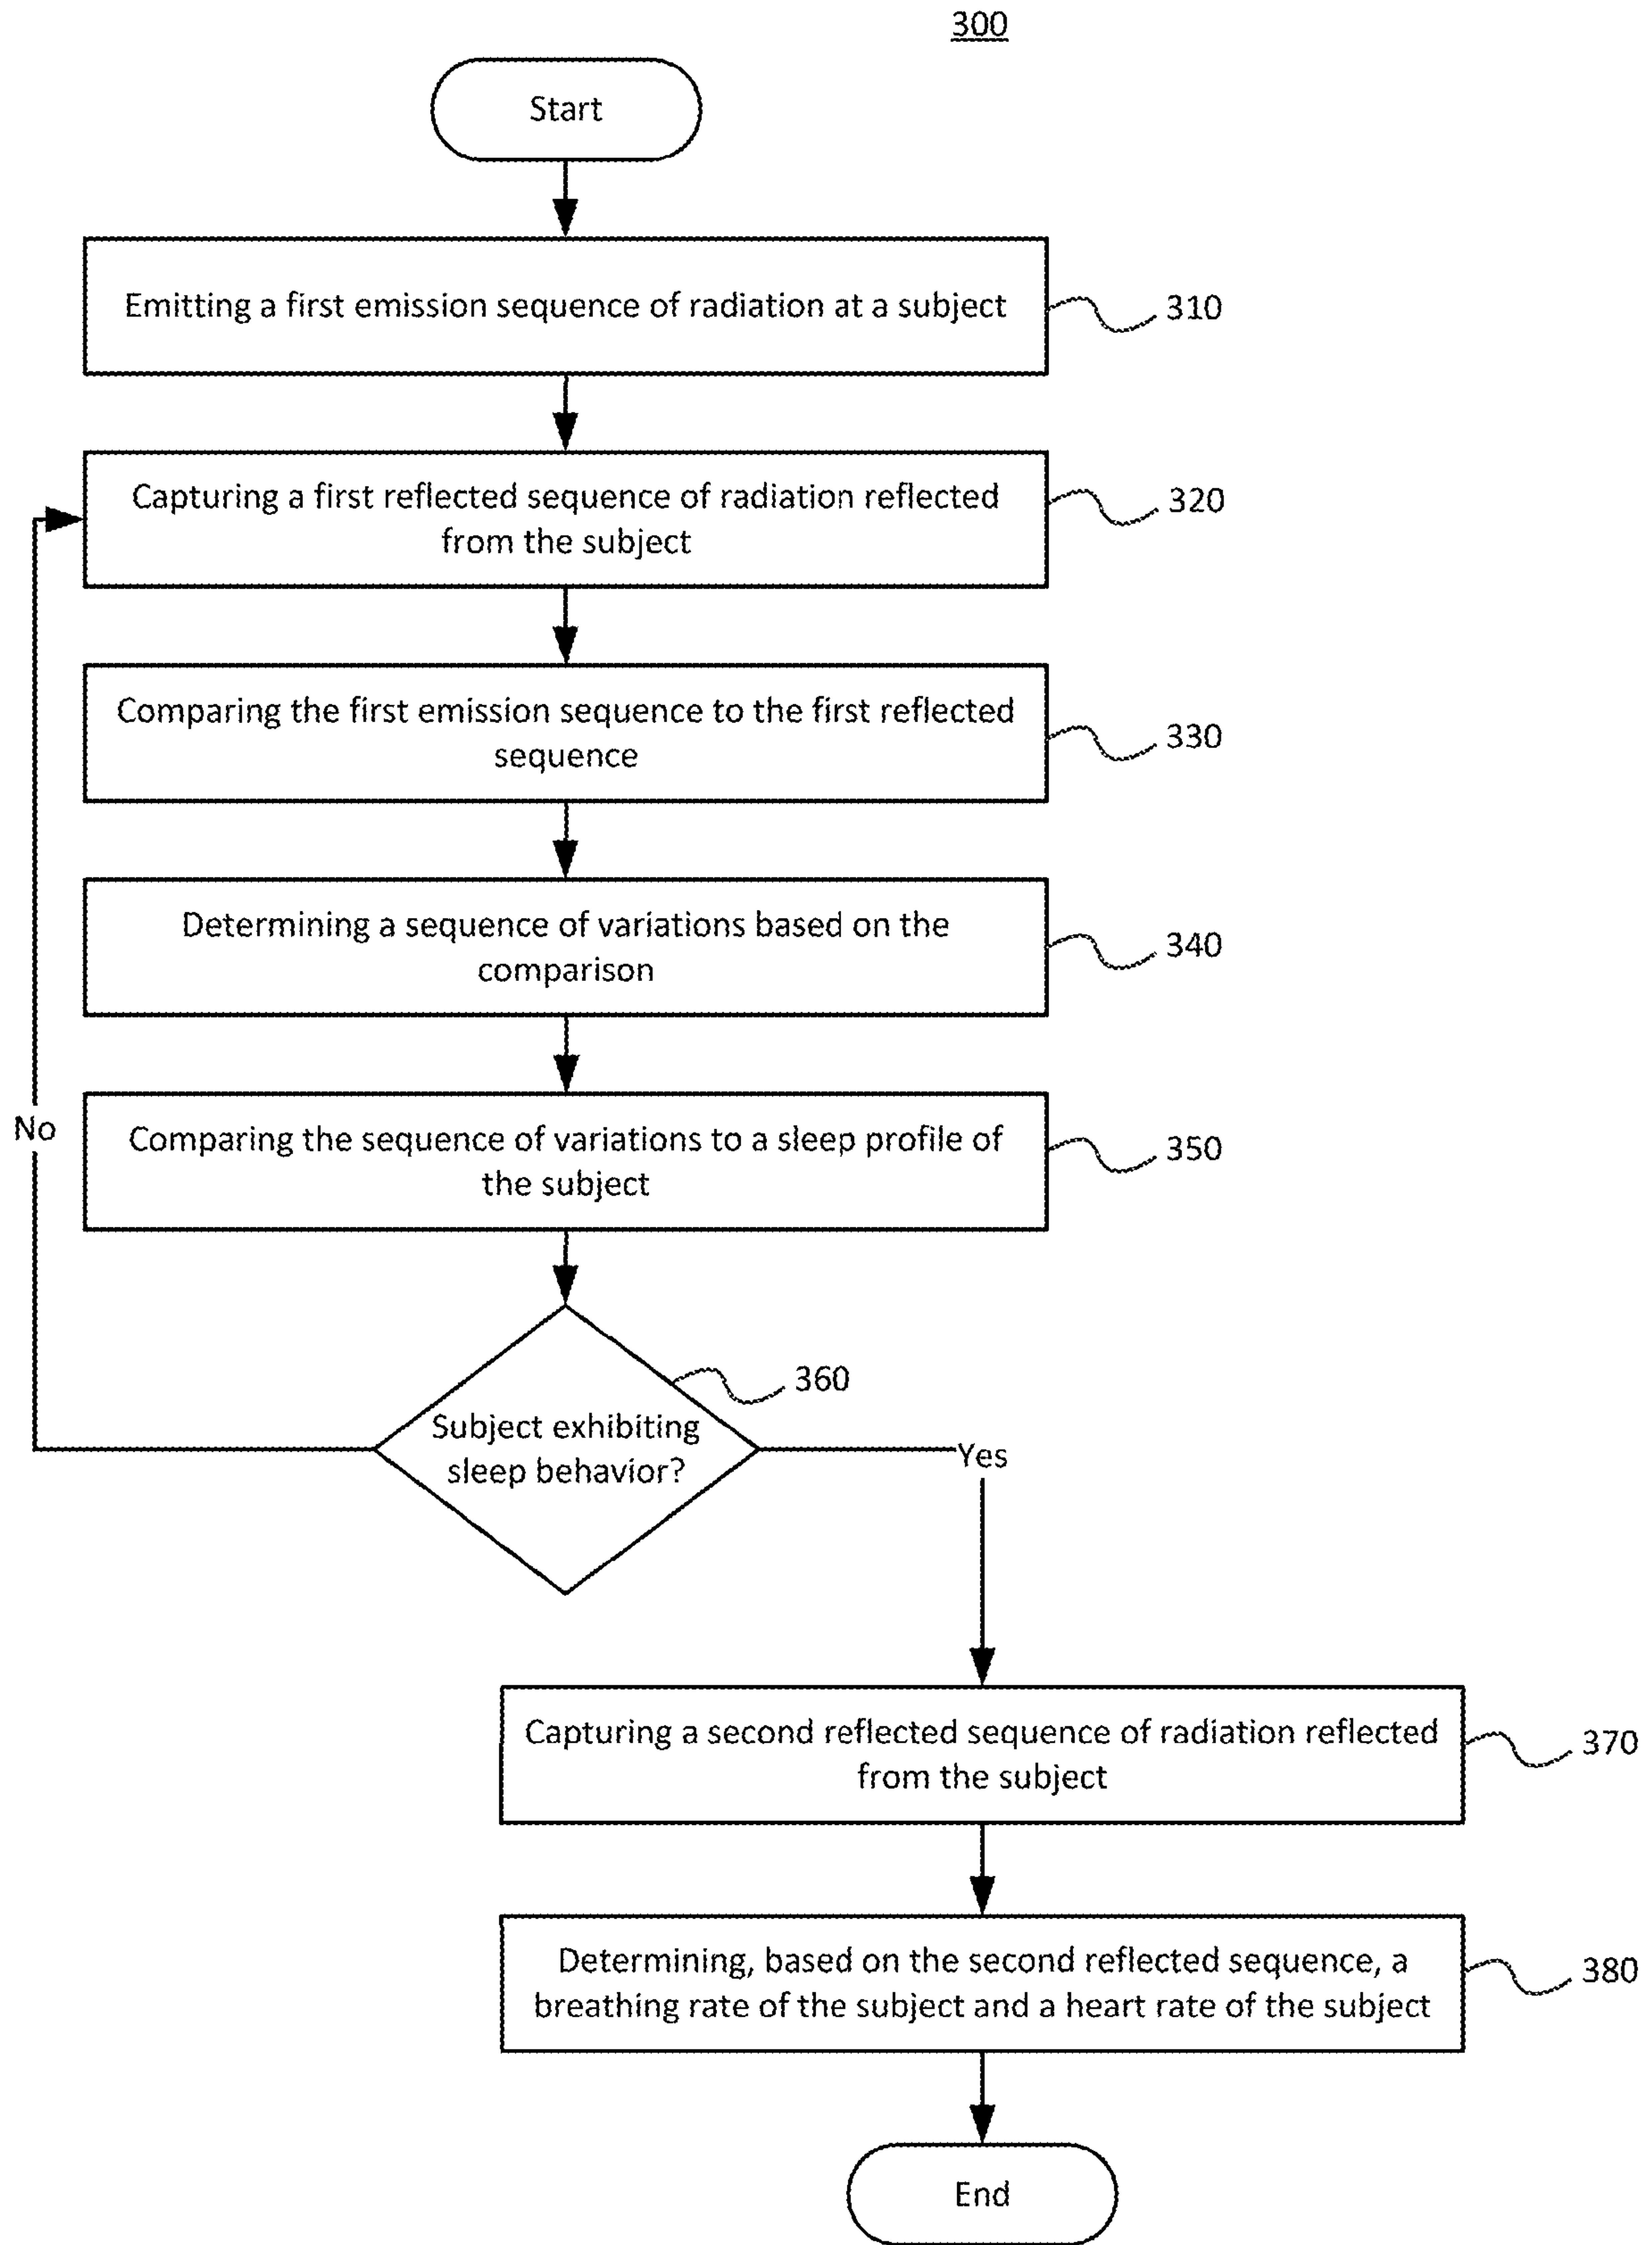 300
Start
Emitting a first emission sequence of radiation at a subject
310
Capturing a first reflected sequence of radiation reflected
from the subject
320
Comparing the first emission sequence to the first reflected
sequence
330
Determining a sequence of variations based on the
comparison
340
No
Comparing the sequence of variations to a sleep profile of
the subject
350
360
Subject exhibiting
sleep behavior?
Yes
Capturing a second reflected sequence of radiation reflected
from the subject
370
Determining, based on the second reflected sequence, a
breathing rate of the subject and a heart rate of the subject
380
End